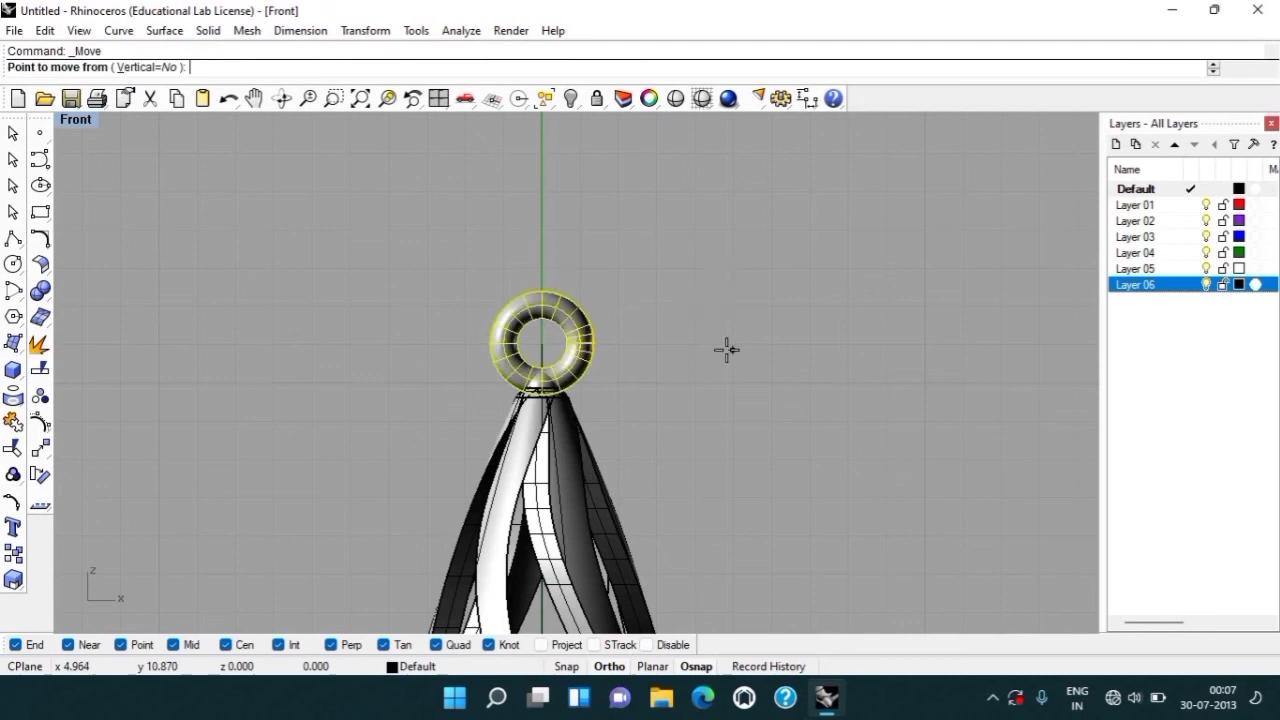 Untitled - Rhinoceros (Educational Lab License) - [Front]
File Edit View Curve Surface Solid Mesh Dimension Transform Tools Analyze Render Help
Command: _Move
Point to move from ( Vertical=No ):
Front
Layers - All Layers
Name
Default
Layer 01
Layer 02
Layer 03
Layer 04
Layer 05
Layer 06
z
x
End Near Point Mid Cen Int Perp Tan Quad Knot Project STrack Disable
CPlane x 4.964 y 10.870 z 0.000 0.000 Default Snap Ortho Planar Osnap Record History
ENG
IN
00:07
30-07-2013